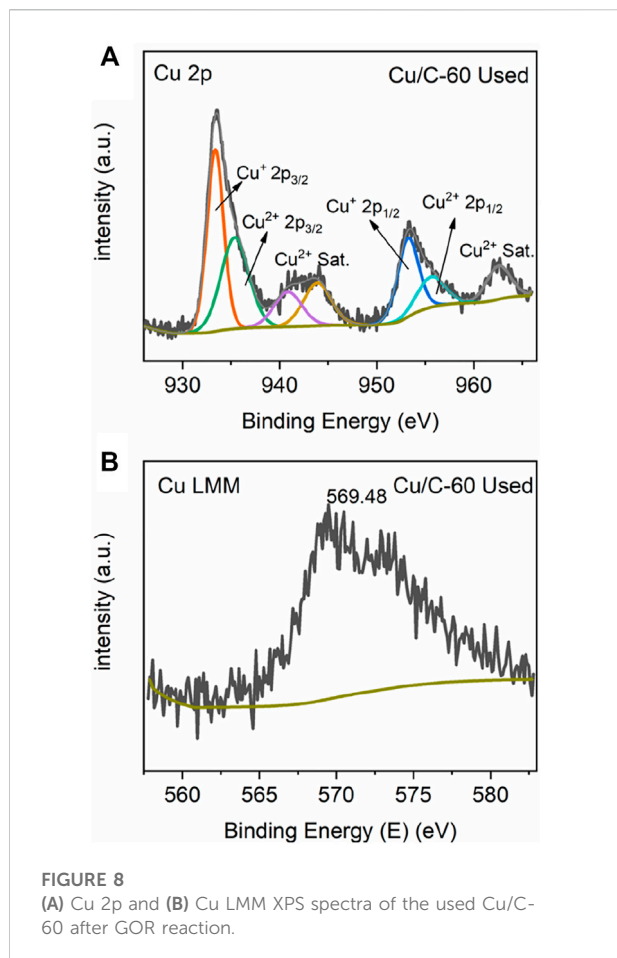 A
Cu 2p
Cu/C-60 Used
Cu⁺ 2p₃/₂
Cu²⁺ 2p₃/₂
Cu²⁺ Sat.
Cu⁺ 2p₁/₂
Cu²⁺ 2p₁/₂
Cu²⁺ Sat.
intensity (a.u.)
930 940 950 960
Binding Energy (eV)
B
Cu LMM
Cu/C-60 Used
569.48
intensity (a.u.)
560 565 570 575 580
Binding Energy (E) (eV)
FIGURE 8
(A) Cu 2p and (B) Cu LMM XPS spectra of the used Cu/C-
60 after GOR reaction.